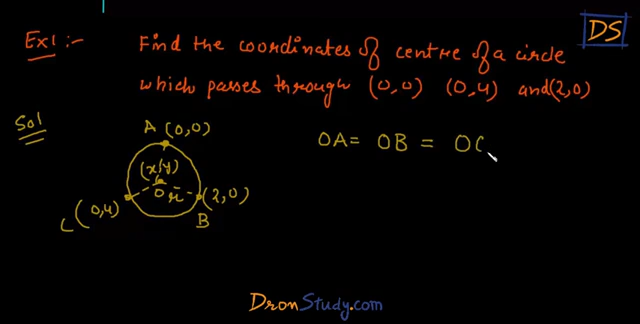 DS
Ex1:- Find the coordinates of centre of a circle
which passes through (0,0) (0,4) and (2,0)
Sol
A (0,0)
OA = OB = OC
(x,y)
O r (2,0)
C (0,4)
B
DronStudy.com